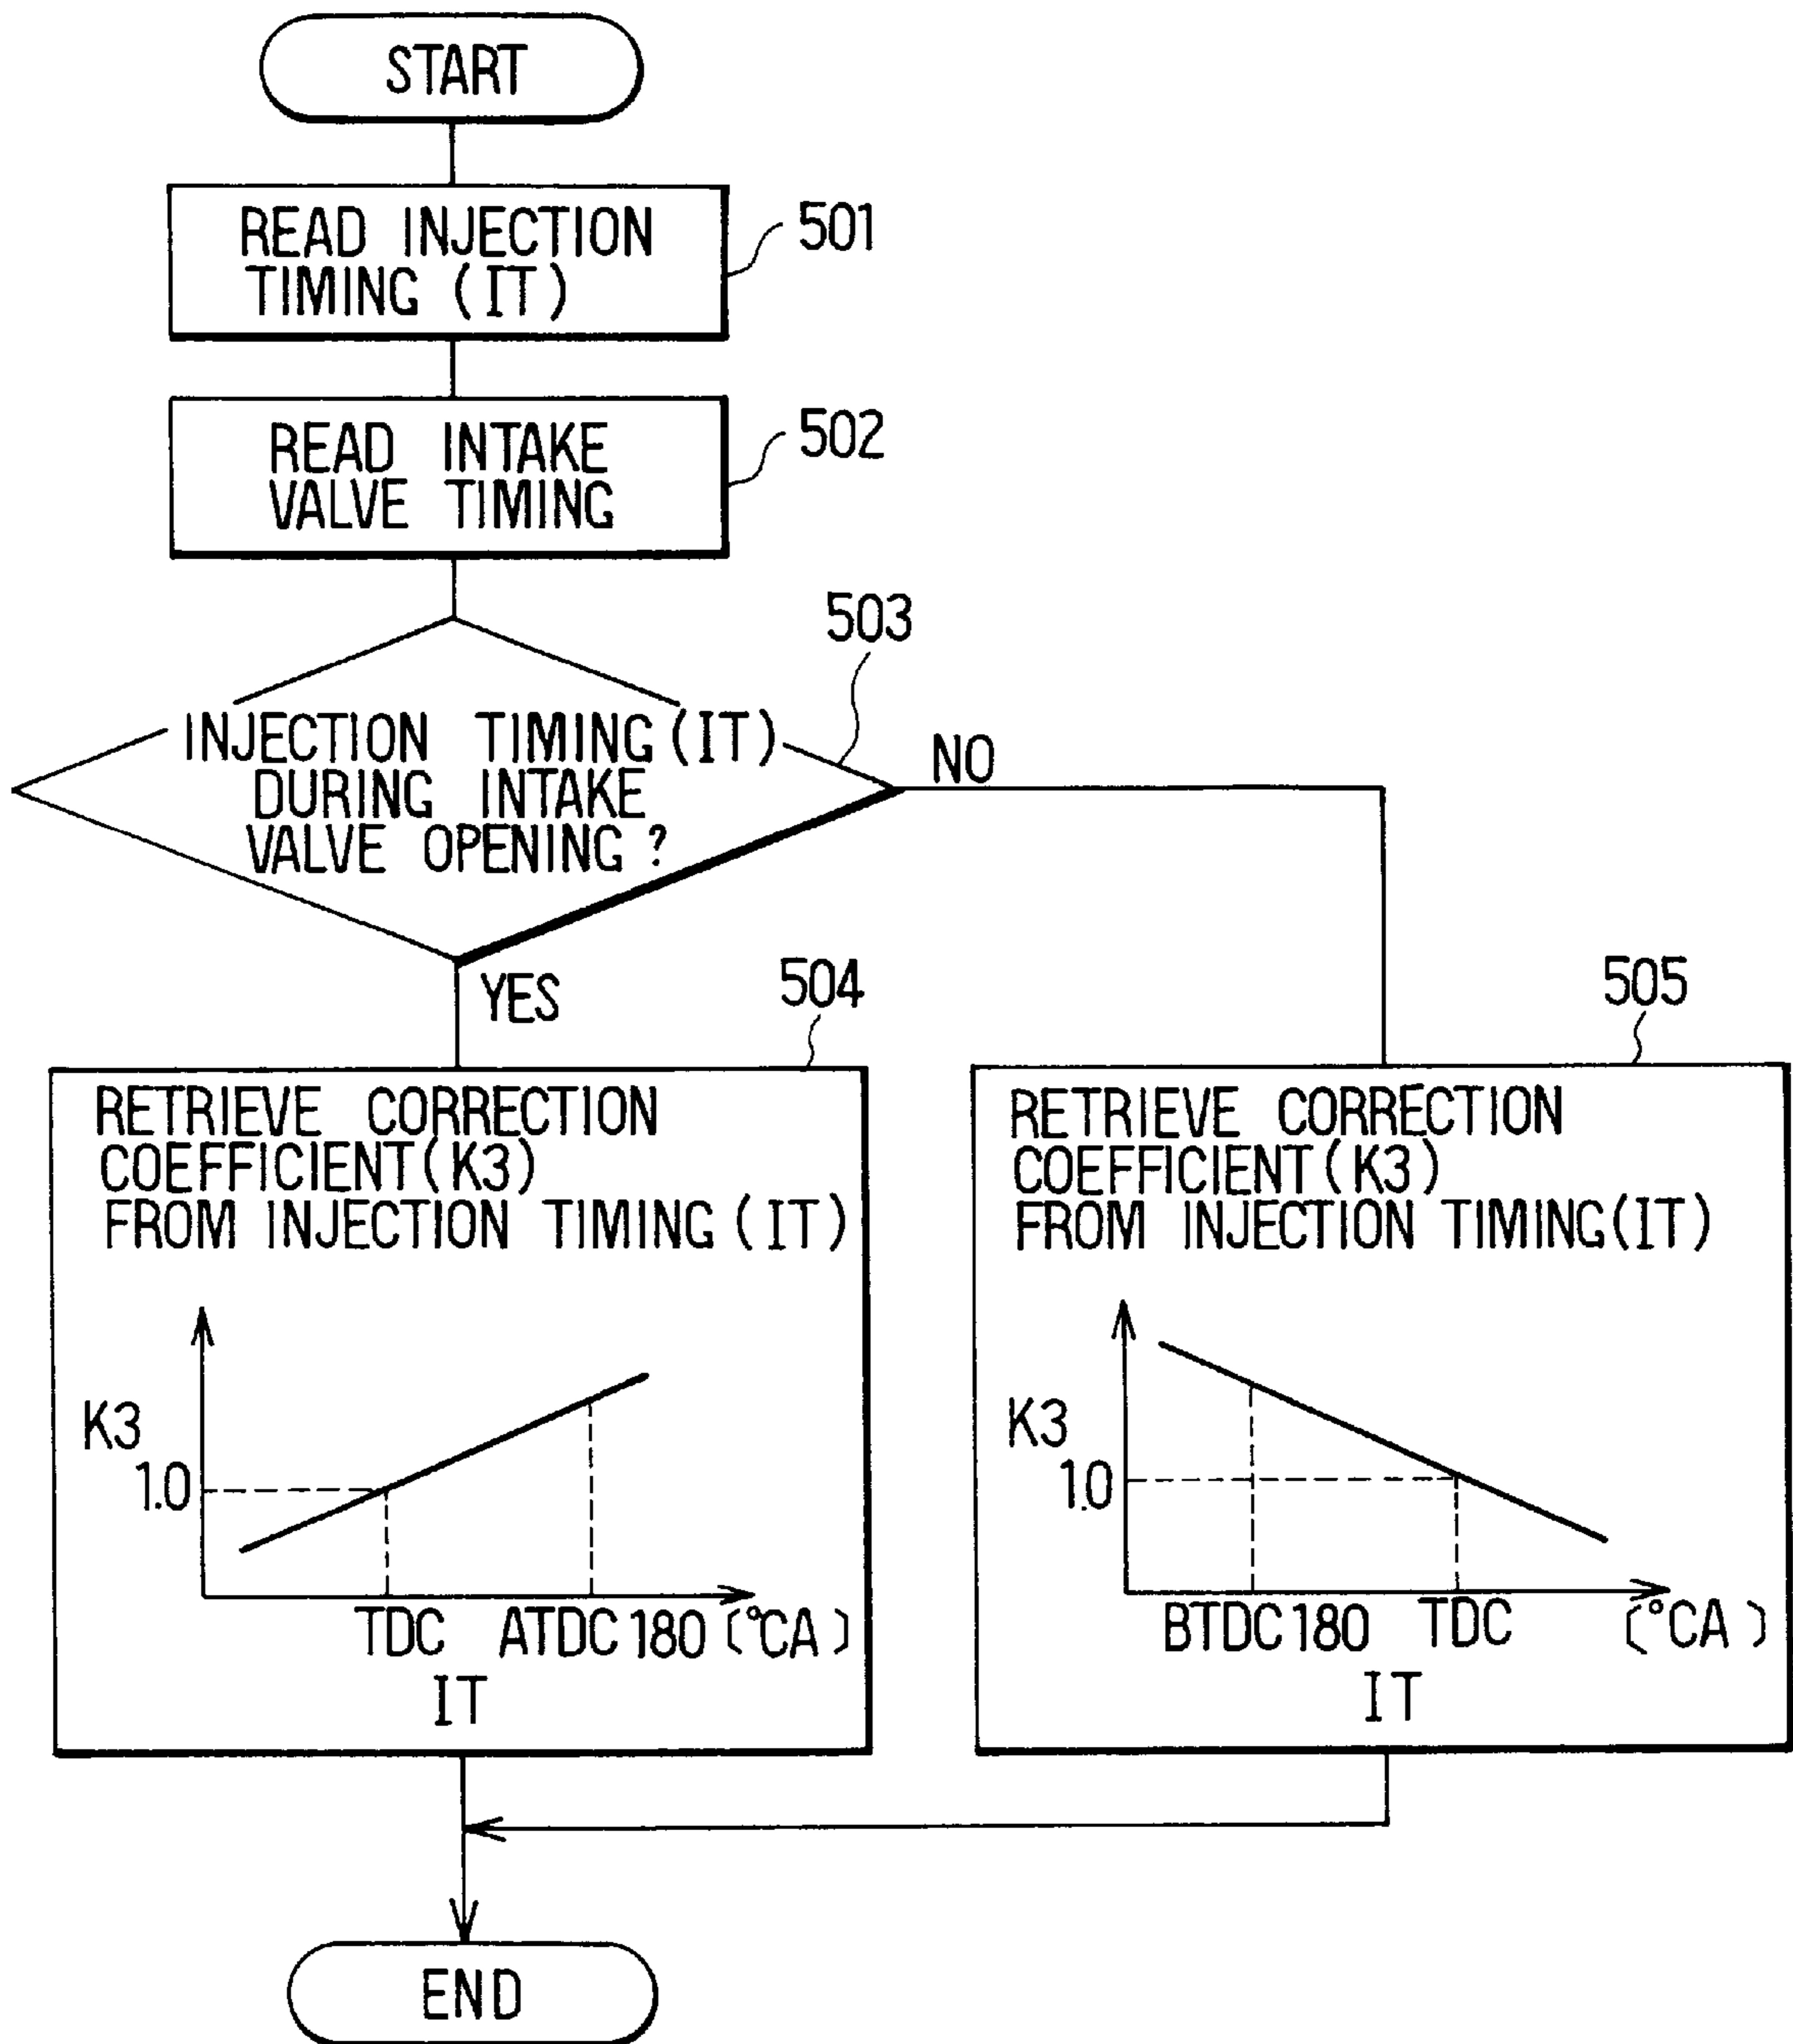 START
READ INJECTION
TIMING (IT)
501
READ INTAKE
VALVE TIMING
502
503
INJECTION TIMING (IT)
DURING INTAKE
VALVE OPENING ?
NO
YES
504
RETRIEVE CORRECTION
COEFFICIENT (K3)
FROM INJECTION TIMING (IT)
K3
1.0
TDC ATDC 180 (°CA)
IT
505
RETRIEVE CORRECTION
COEFFICIENT (K3)
FROM INJECTION TIMING (IT)
K3
1.0
BTDC 180 TDC (°CA)
IT
END